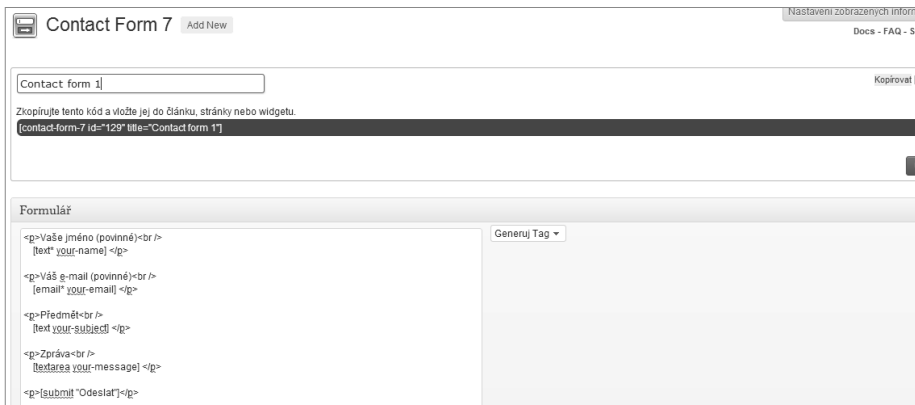 Contact Form 7 Add New
Nastavení zobrazených
Docs - FAQ -
Contact form 1
Kopírovat
Zkopírujte tento kód a vložte jej do článku, stránky nebo widgetu.
[contact-form-7 id="129" title="Contact form 1"]
Formulář
Generuj Tag
<p>Vaše jméno (povinné)<br />
[text* your-name] </p>
<p>Váš e-mail (povinné)<br />
[email* your-email] </p>
<p>Předmět<br />
[text your-subject] </p>
<p>Zpráva<br />
[textarea your-message] </p>
<p>[submit "Odeslat"]</p>